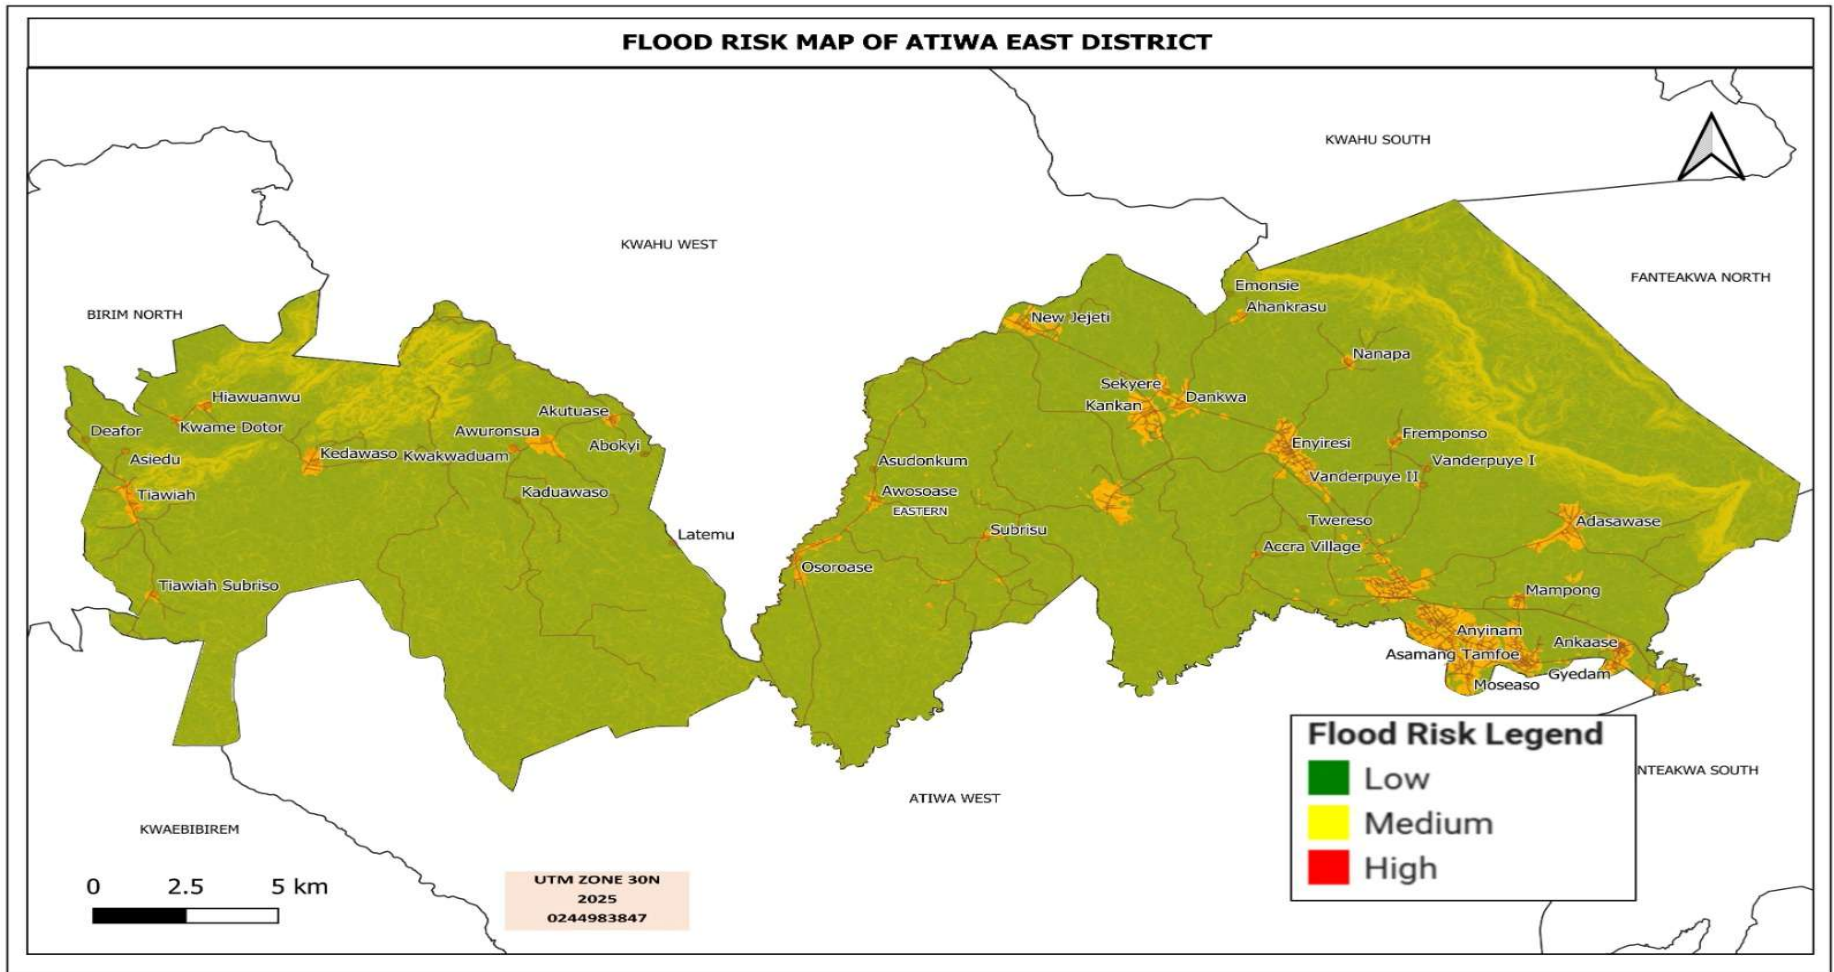 FLOOD RISK MAP OF ATIWA EAST DISTRICT
KWAHU SOUTH
KWAHU WEST
FANTEAKWA NORTH
BIRIM NORTH
Emonsie
Ahankrasu
New Jejeti
Nanapa
Sekyere
Dankwa
Kankan
Hiawuanwu
Kwame Dotor
Deafor
Asiedu
Kedawaso
Akutuase
Awuronsua
Kwakwaduam
Abokyi
Enyiresi
Fremponso
Vanderpuye I
Vanderpuye II
Asudonkum
Awosoase
EASTERN
Tiawiah
Kaduawaso
Latemu
Subrisu
Twereso
Adasawase
Accra Village
Osoroase
Tiawiah Subriso
Mampong
Anyinam
Ankaase
Asamang Tamfoe
Gyedam
Moseaso
Flood Risk Legend
Low
Medium
High
NTEAKWA SOUTH
ATIWA WEST
KWAEBIBIREM
0 2.5 5 km
UTM ZONE 30N
2025
0244983847